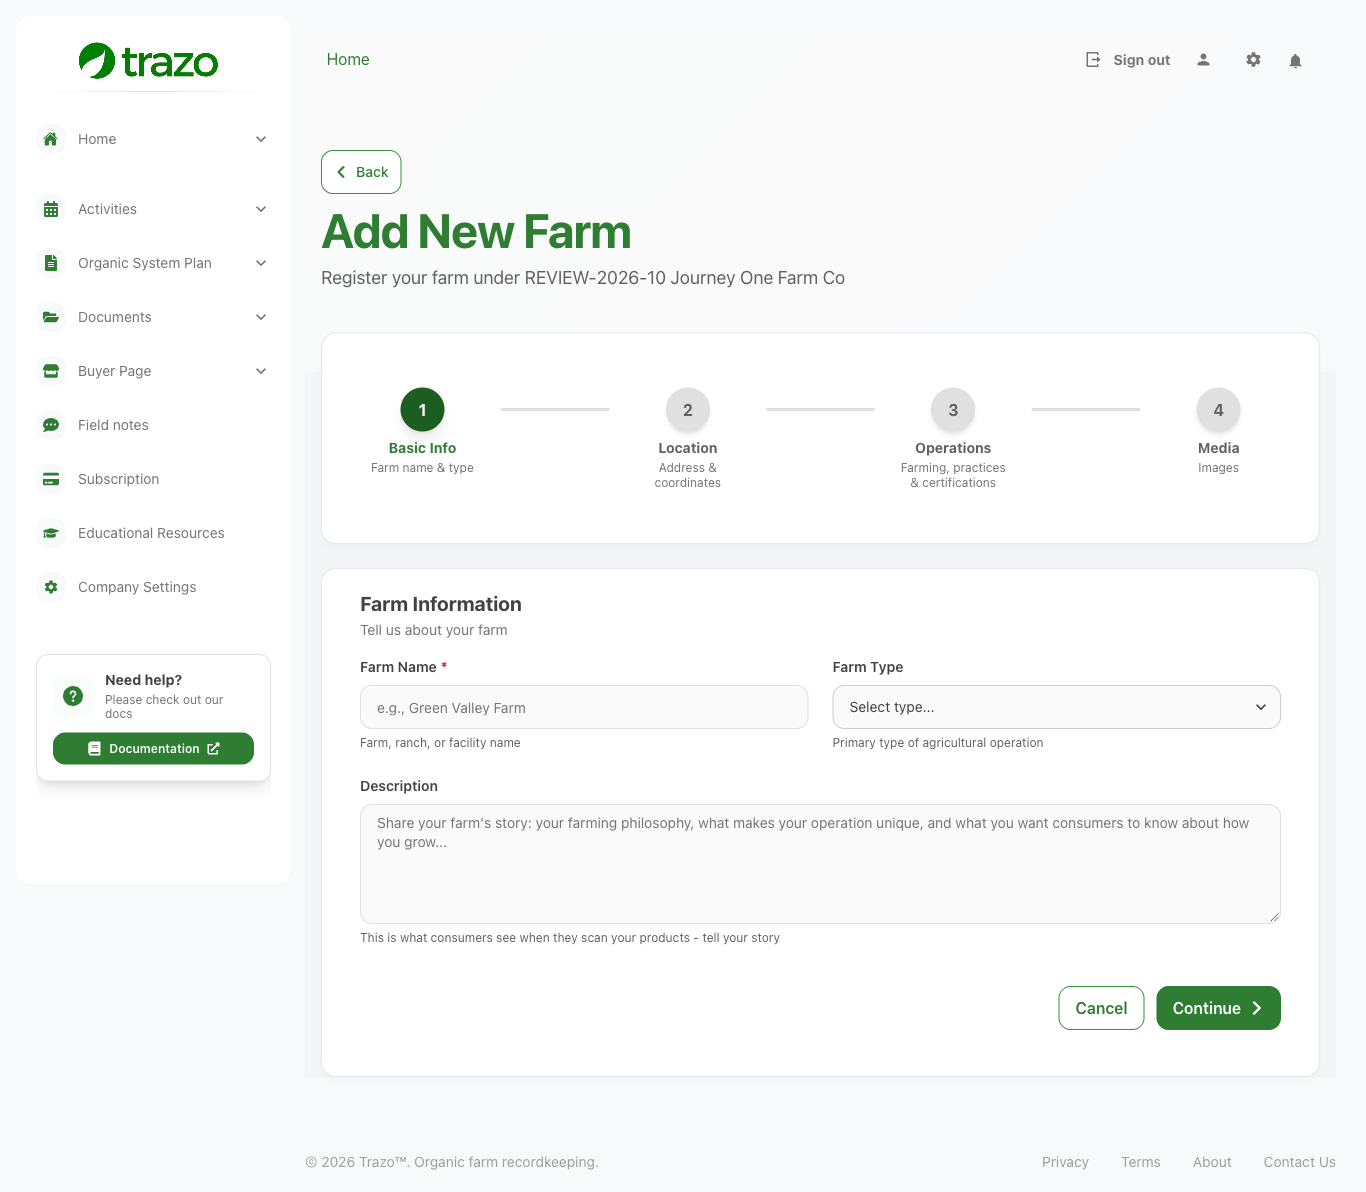 trazo
Home
Activities
Organic System Plan
Documents
Buyer Page
Field notes
Subscription
Educational Resources
Company Settings
Need help?
Please check out our
docs
Documentation
Home
Sign out
Back
Add New Farm
Register your farm under REVIEW-2026-10 Journey One Farm Co
1
Basic Info
Farm name & type
2
Location
Address &
coordinates
3
Operations
Farming, practices
& certifications
4
Media
Images
Farm Information
Tell us about your farm
Farm Name *
e.g., Green Valley Farm
Farm, ranch, or facility name
Farm Type
Select type...
Primary type of agricultural operation
Description
Share your farm's story: your farming philosophy, what makes your operation unique, and what you want consumers to know about how
you grow...
This is what consumers see when they scan your products - tell your story
Cancel
Continue
© 2026 Trazo™. Organic farm recordkeeping.
Privacy
Terms
About
Contact Us